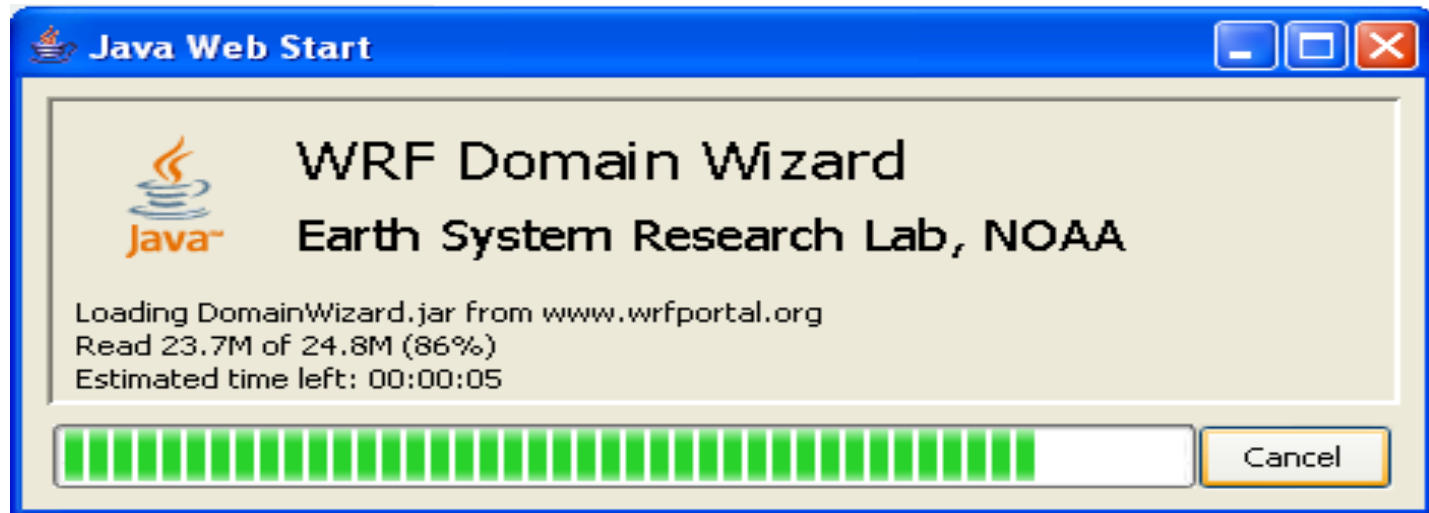 Java Web Start
WRF Domain Wizard
Java™
Earth System Research Lab, NOAA
Loading DomainWizard.jar from www.wrfportal.org
Read 23.7M of 24.8M (86%)
Estimated time left: 00:00:05
Cancel